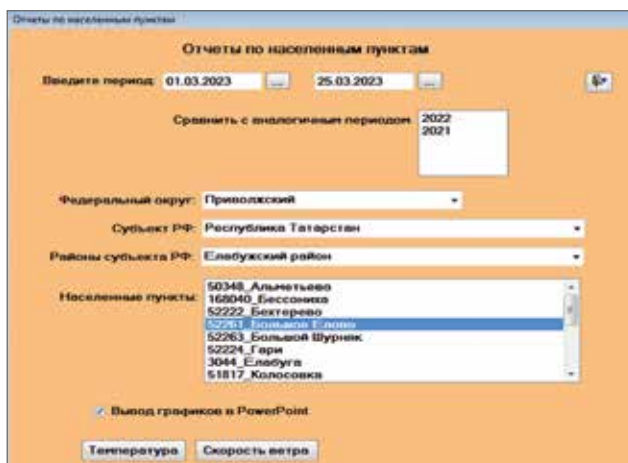 Отчеты по населенным пунктам
Отчеты по населенным пунктам
Введите период: 01.03.2023 ... 25.03.2023 ...
Сравнить с аналогичным периодом 2022
2021
Федеральный округ: Приволжский
Субъект РФ: Республика Татарстан
Районы субъекта РФ: Елабужский район
Населенные пункты: 50348_Альметьево
168040_Бессониха
52222_Бехтерево
52261_Большое Елово
52263_Большой Шурняк
52224_Гари
3044_Елабуга
51817_Колосовка
Вывод графиков в PowerPoint
Температура Скорость ветра